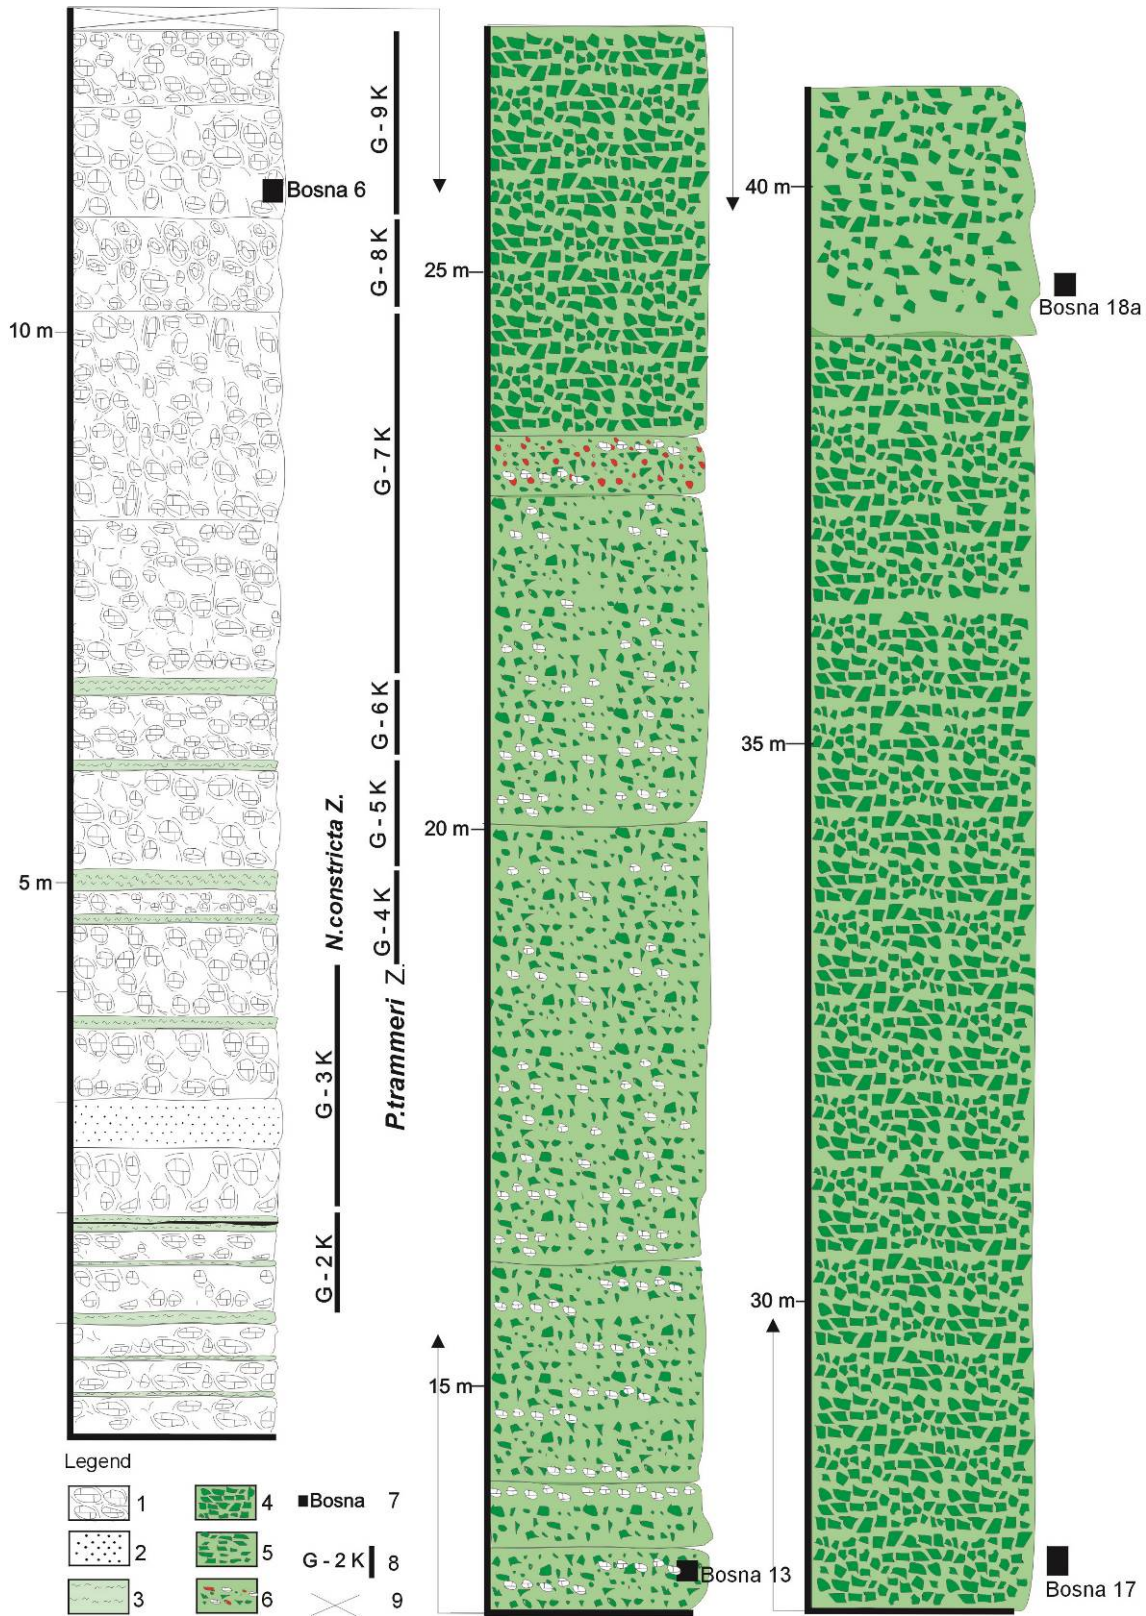 G - 9 K
Bosna 6
G - 8 K
10 m
G - 7 K
G - 6 K
G - 5 K
N.constricta Z.
5 m
G - 4 K
P.trammeri Z.
G - 3 K
G - 2 K
25 m
20 m
15 m
Bosna 13
40 m
Bosna 18a
35 m
30 m
Bosna 17
Legend
1
2
3
4
5
6
Bosna 7
G - 2 K 8
9